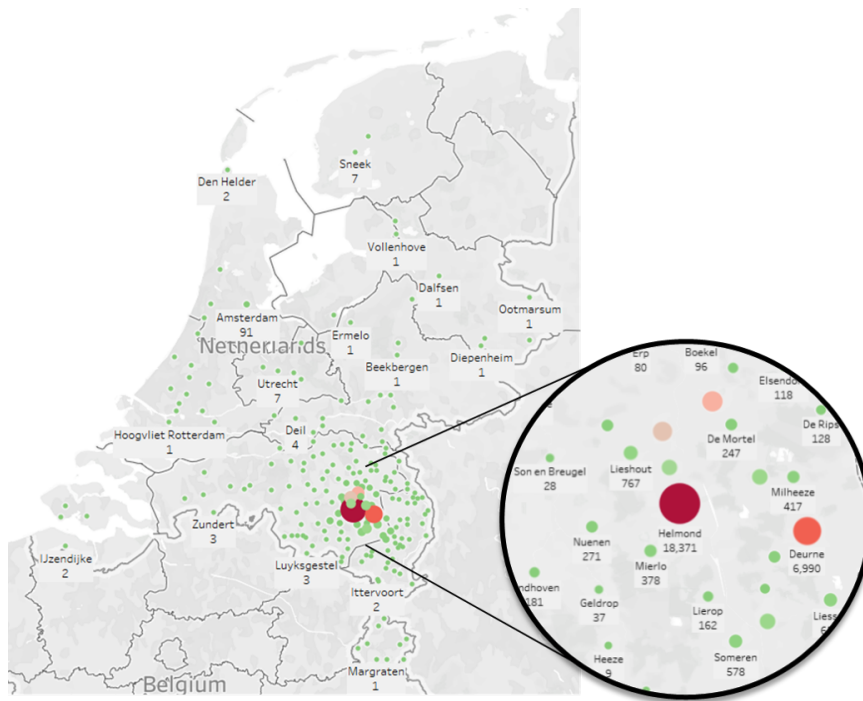 Sneek
7
Den Helder
2
Vollenhove
1
Dalfsen
1
Ootmarsum
1
Amsterdam
91
Ermelo
1
Netherlands
Diepenheim
1
Beekbergen
1
Utrecht
7
Deil
4
Hoogvliet Rotterdam
1
Zundert
3
IJzendijke
2
Luyksgestel
3
Ittervoort
2
Margraten
1
Belgium
Erp
80
Boekel
96
118
De Rips
128
De Mortel
247
Lieshout
767
Son en Breugel
28
Milheeze
417
Helmond
18,371
Deurne
6,990
Nuenen
271
Mierlo
378
181
Geldrop
37
Lierop
162
Someren
578
Heeze
9